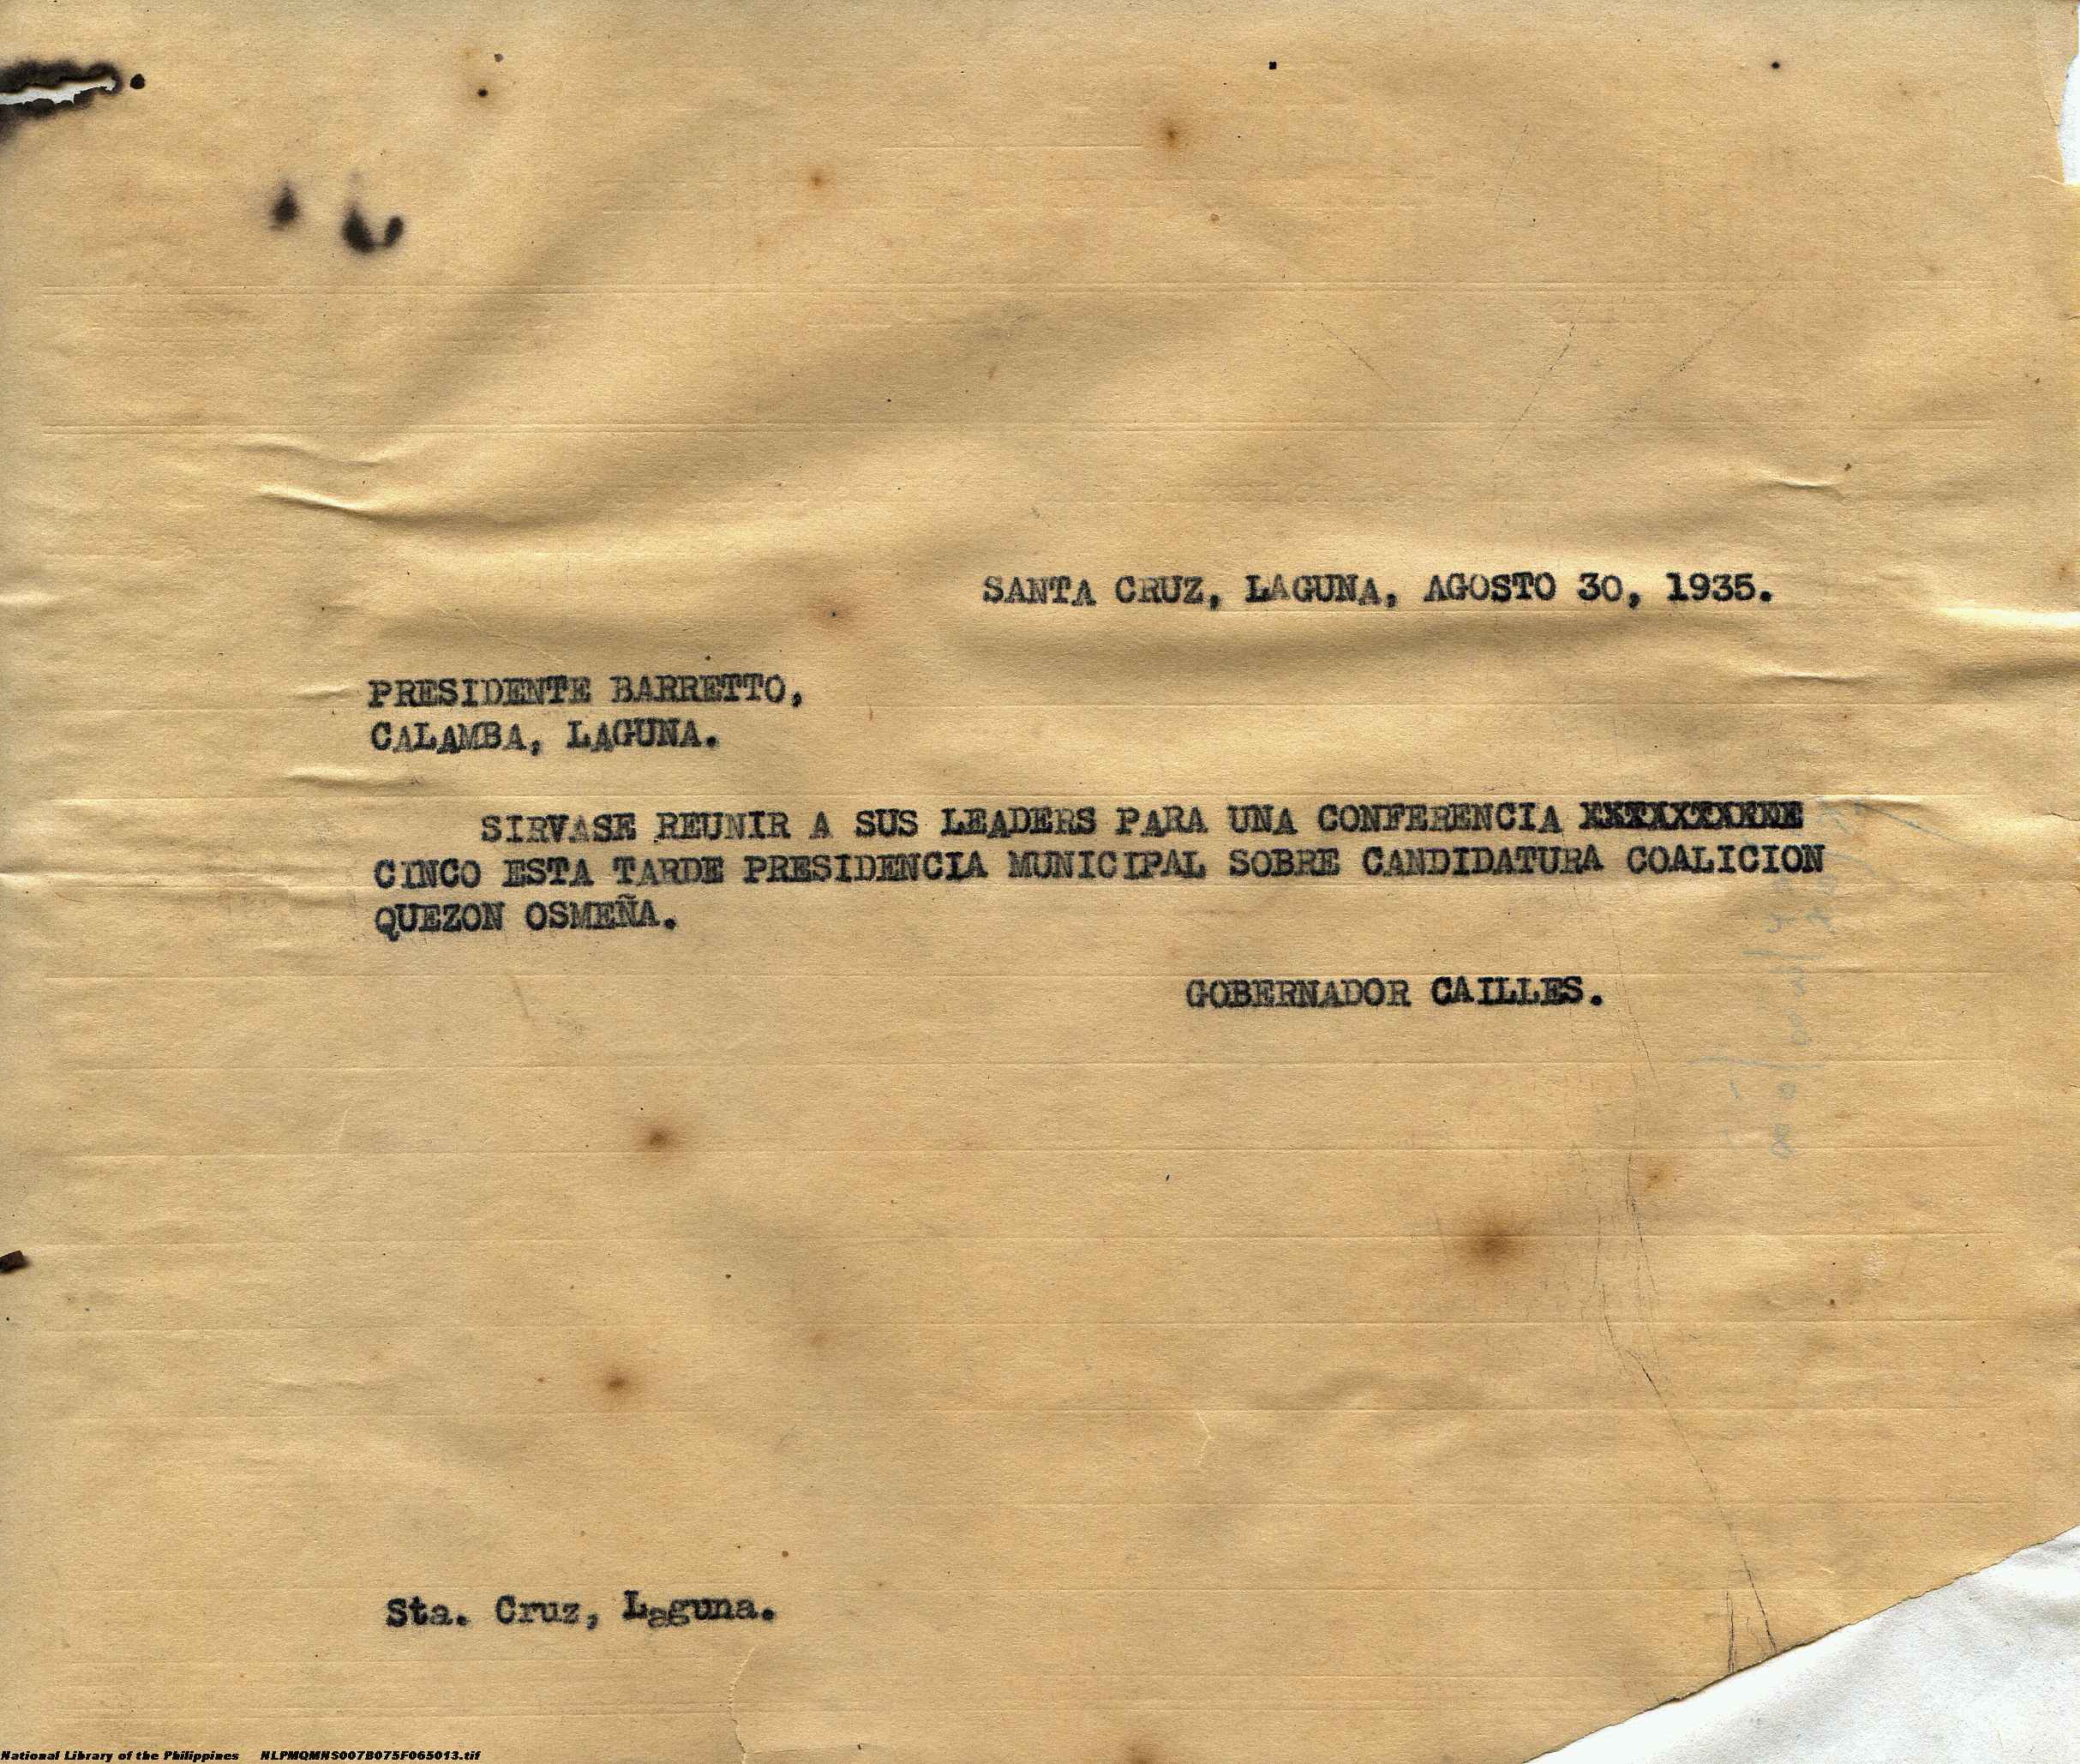 SANTA CRUZ, LAGUNA, AGOSTO 30, 1935.
PRESIDENTE BARRETTO,
CALAMBA, LAGUNA.
SIRVASE REUNIR A SUS LEADERS PARA UNA CONFERENCIA
CINCO ESTA TARDE PRESIDENCIA MUNICIPAL SOBRE CANDIDATURA COALICION
QUEZON OSMEÑA.
GOBERNADOR CAILLES.
Sta. Cruz, Laguna.
National Library of the Philippines NLPMQMNS007B075F065013.tif